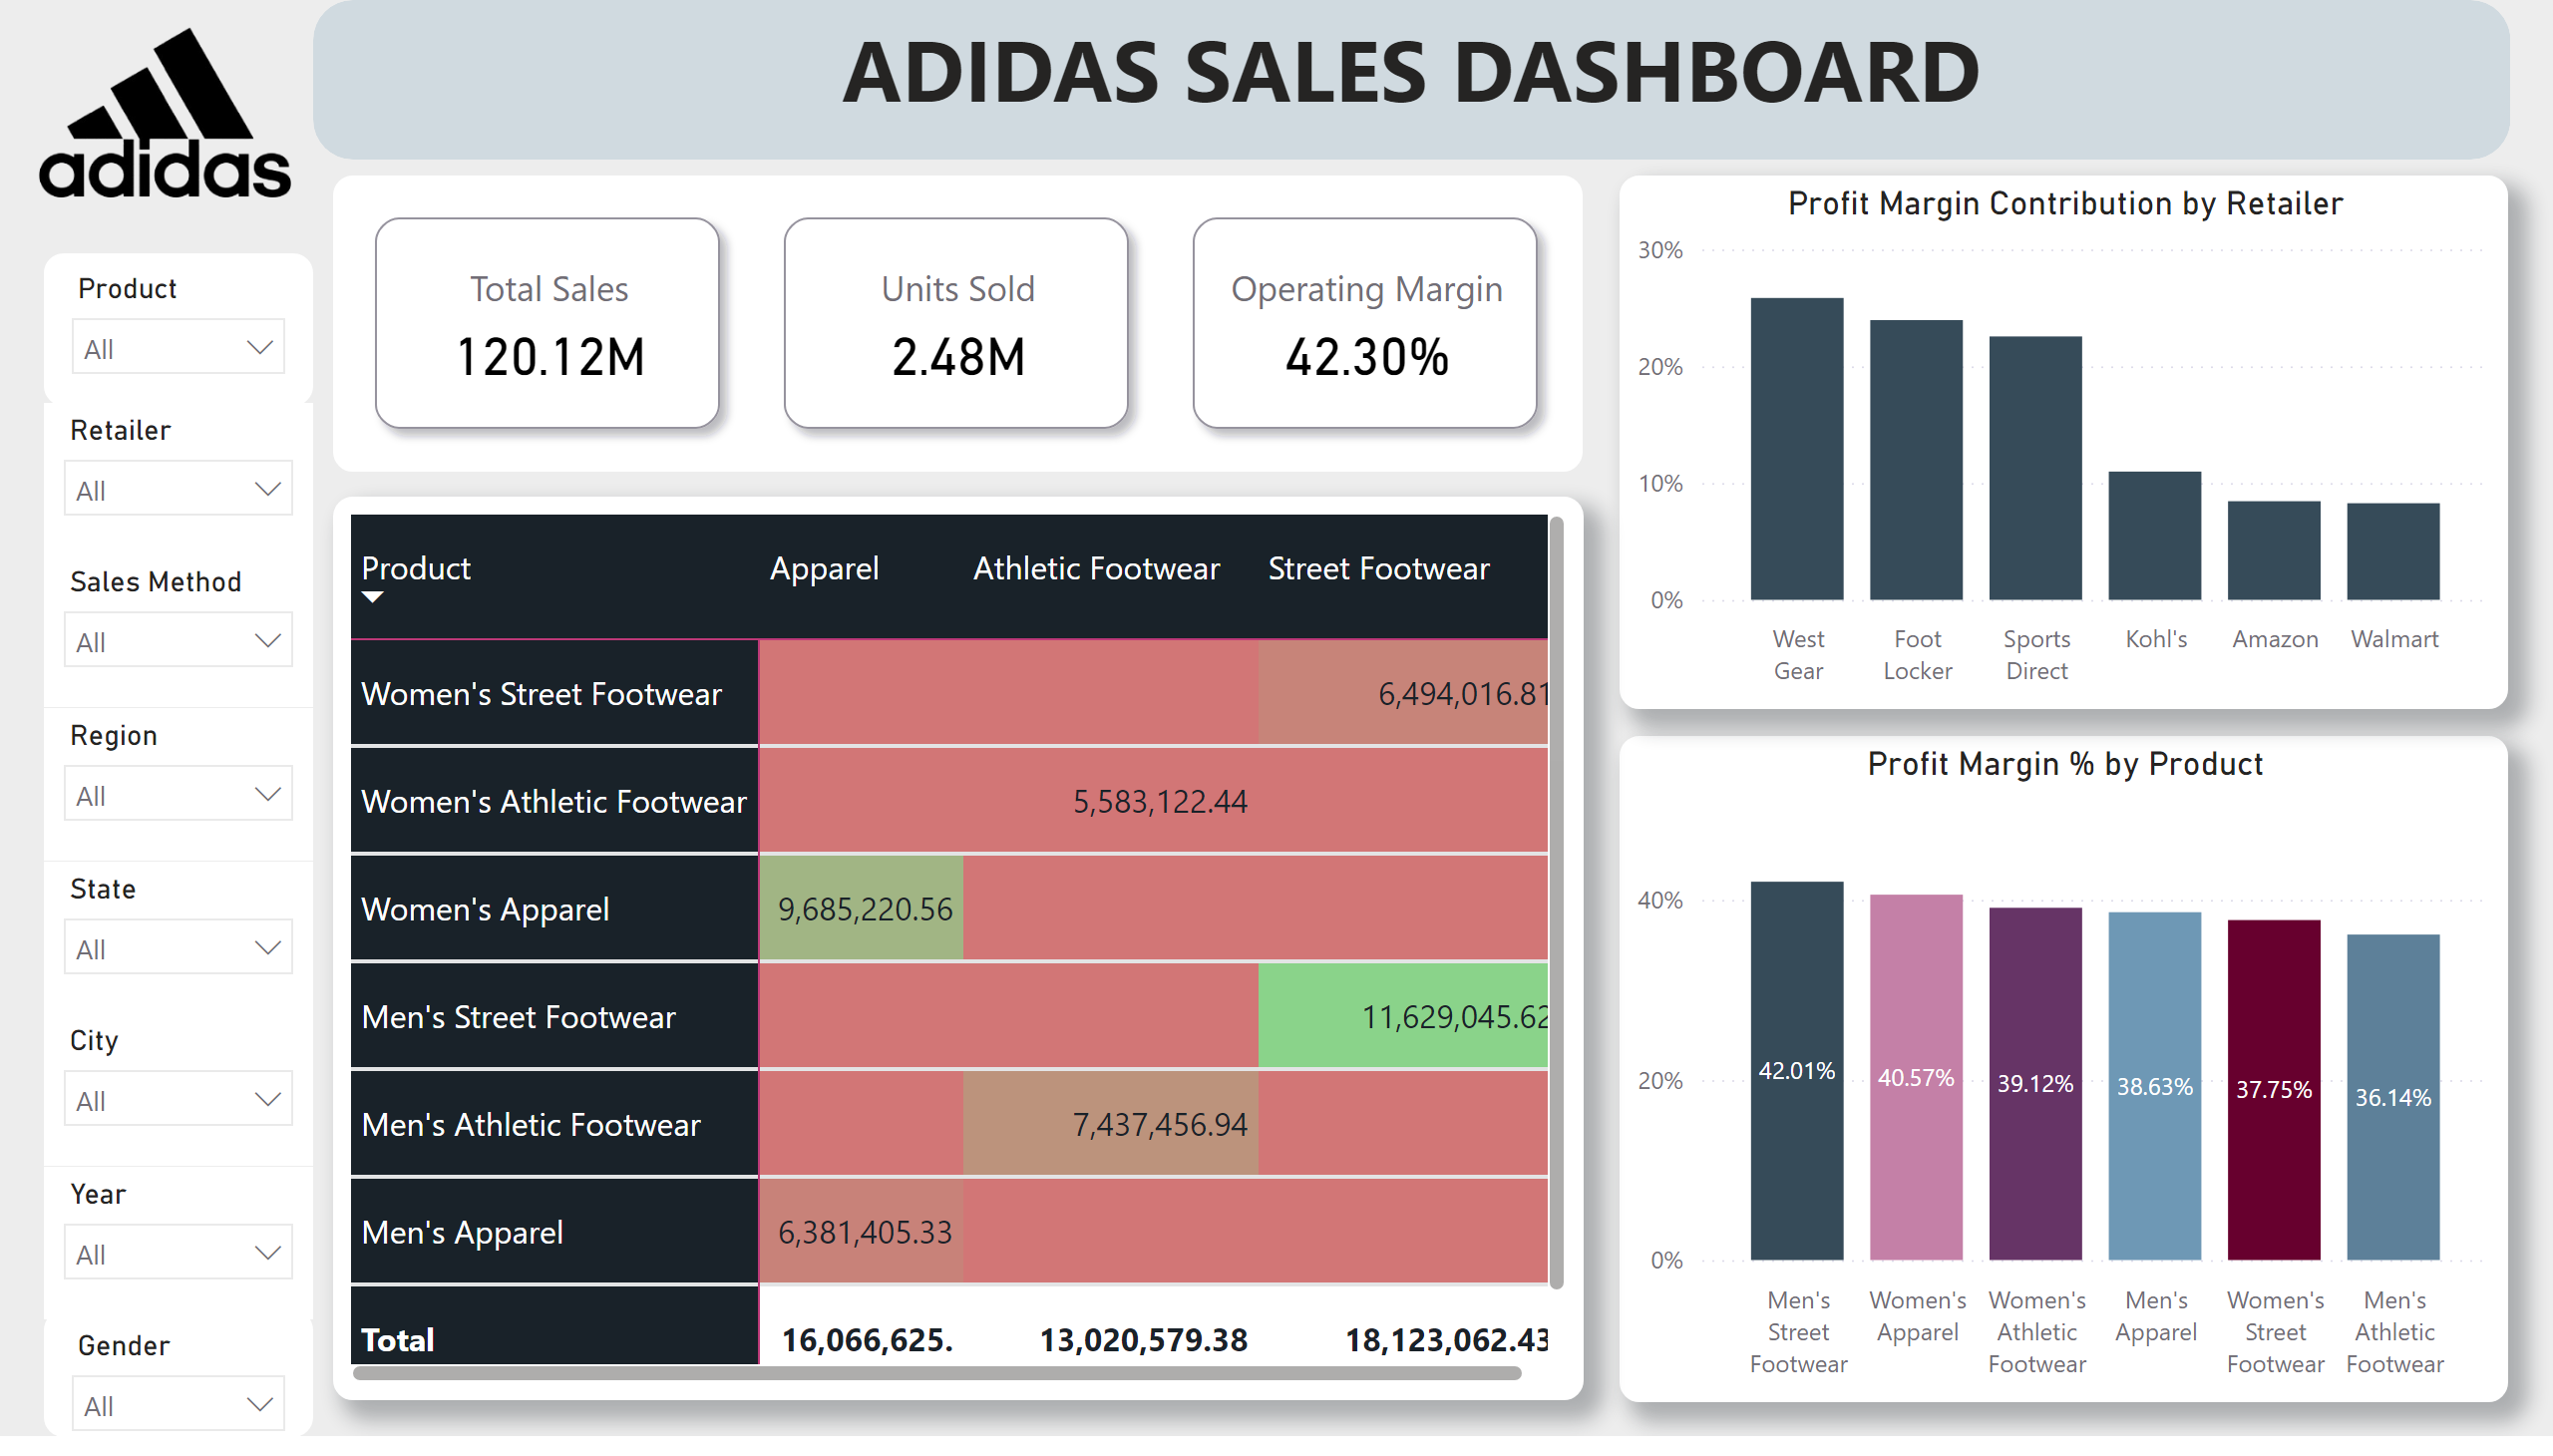 adidas
ADIDAS SALES DASHBOARD
Product
All
Retailer
All
Sales Method
All
Region
All
State
All
City
All
Year
All
Gender
All
Total Sales
120.12M
Units Sold
2.48M
Operating Margin
42.30%
Product Apparel Athletic Footwear Street Footwear
Women's Street Footwear 6,494,016.81
Women's Athletic Footwear 5,583,122.44
Women's Apparel 9,685,220.56
Men's Street Footwear 11,629,045.62
Men's Athletic Footwear 7,437,456.94
Men's Apparel 6,381,405.33
Total 16,066,625. 13,020,579.38 18,123,062.43
Profit Margin Contribution by Retailer
30%
20%
10%
0%
West Gear
Foot Locker
Sports Direct
Kohl's
Amazon
Walmart
Profit Margin % by Product
40%
20%
0%
42.01% 40.57% 39.12% 38.63% 37.75% 36.14%
Men's Street Footwear
Women's Apparel
Women's Athletic Footwear
Men's Apparel
Women's Street Footwear
Men's Athletic Footwear